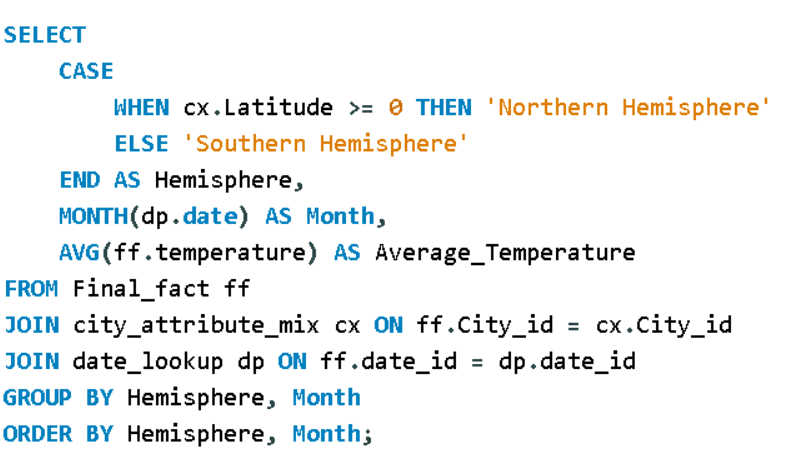 SELECT
CASE
WHEN cx.Latitude >= 0 THEN 'Northern Hemisphere'
ELSE 'Southern Hemisphere'
END AS Hemisphere,
MONTH(dp.date) AS Month,
AVG(ff.temperature) AS Average_Temperature
FROM Final_fact ff
JOIN city_attribute_mix cx ON ff.City_id = cx.City_id
JOIN date_lookup dp ON ff.date_id = dp.date_id
GROUP BY Hemisphere, Month
ORDER BY Hemisphere, Month;